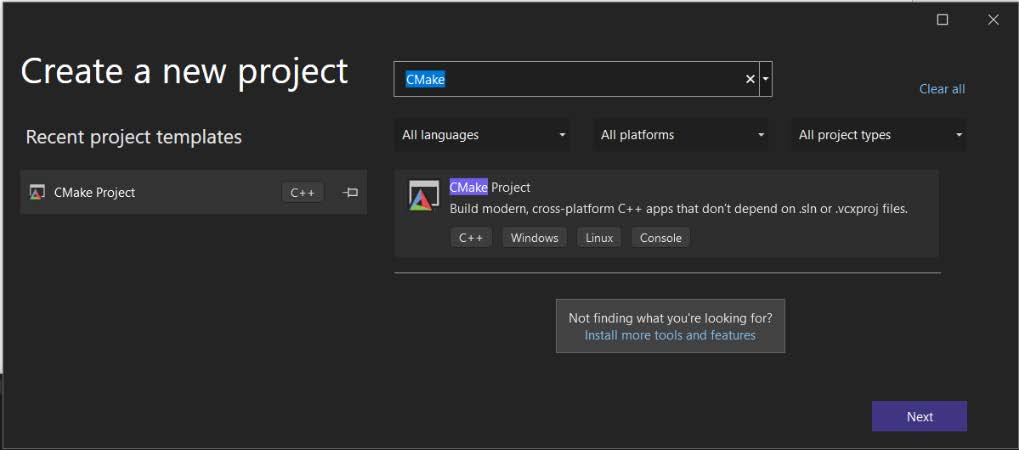 Create a new project
Recent project templates
CMake Project
C++
CMake
Clear all
All languages
All platforms
All project types
CMake Project
Build modern, cross-platform C++ apps that don't depend on .sln or .vcxproj files.
C++
Windows
Linux
Console
Not finding what you're looking for?
Install more tools and features
Next